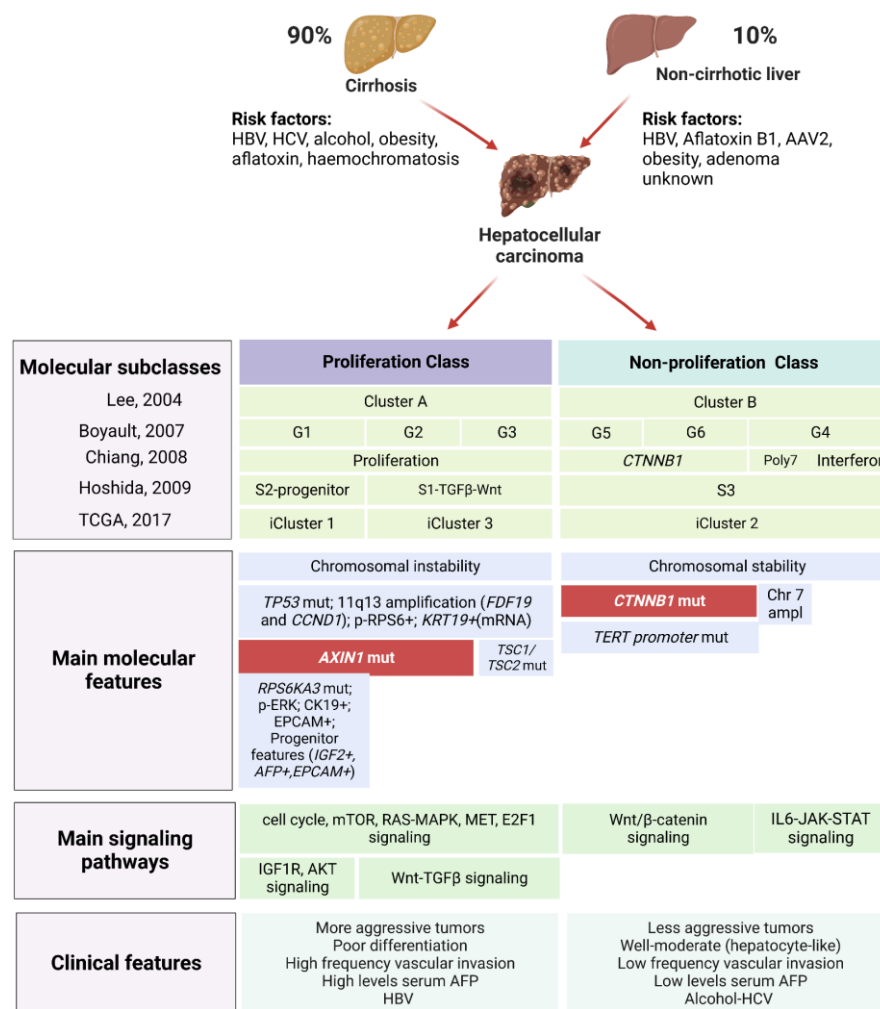 90%
10%
Cirrhosis
Non-cirrhotic liver
Risk factors:
HBV, HCV, alcohol, obesity,
aflatoxin, haemochromatosis
Risk factors:
HBV, Aflatoxin B1, AAV2,
obesity, adenoma
unknown
Hepatocellular
carcinoma
Molecular subclasses
Proliferation Class
Non-proliferation Class
Lee, 2004
Cluster A
Cluster B
Boyault, 2007
G1
G2
G3
G5
G6
G4
Chiang, 2008
Proliferation
CTNNB1
Poly7
Interferon
Hoshida, 2009
S2-progenitor
S1-TGFβ-Wnt
S3
TCGA, 2017
iCluster 1
iCluster 3
iCluster 2
Main molecular
features
Chromosomal instability
Chromosomal stability
TP53 mut; 11q13 amplification (FDF19
and CCND1); p-RPS6+; KRT19+(mRNA)
CTNNB1 mut
Chr 7
ampl
TERT promoter mut
AXIN1 mut
TSC1/
TSC2 mut
RPS6KA3 mut;
p-ERK; CK19+;
EPCAM+;
Progenitor
features (IGF2+,
AFP+,EPCAM+)
Main signaling
pathways
cell cycle, mTOR, RAS-MAPK, MET, E2F1
signaling
Wnt/β-catenin
signaling
IL6-JAK-STAT
signaling
IGF1R, AKT
signaling
Wnt-TGFβ signaling
Clinical features
More aggressive tumors
Poor differentiation
High frequency vascular invasion
High levels serum AFP
HBV
Less aggressive tumors
Well-moderate (hepatocyte-like)
Low frequency vascular invasion
Low levels serum AFP
Alcohol-HCV